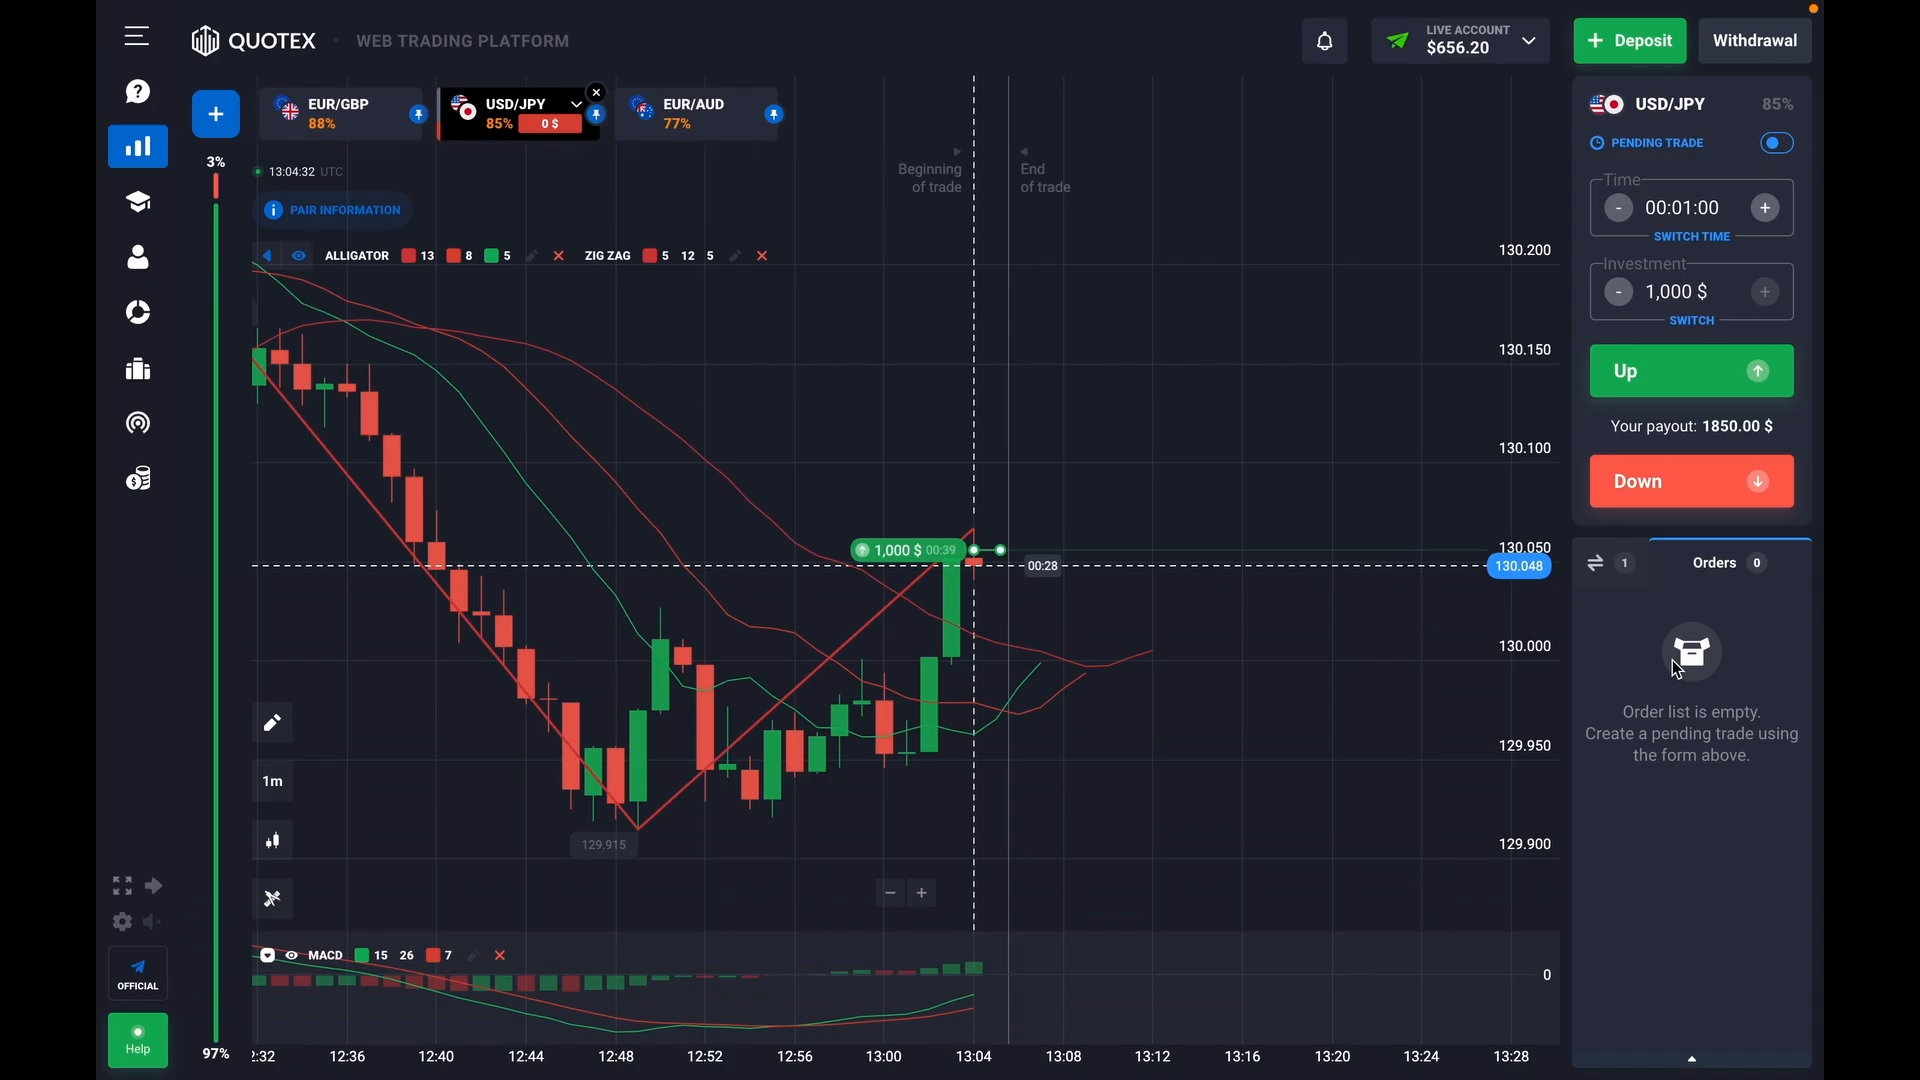 QUOTEX
WEB TRADING PLATFORM
LIVE ACCOUNT
$656.20
Deposit
Withdrawal
EUR/GBP
88%
USD/JPY
85% 0 $
EUR/AUD
77%
3%
13:04:32 UTC
PAIR INFORMATION
ALLIGATOR 13 8 5 ZIG ZAG 5 12 5
Beginning
of trade
End
of trade
130.200
130.150
130.100
130.050
130.048
130.000
129.950
129.900
1,000 $ 00:39
00:28
129.915
1m
MACD 15 26 7
0
97%
2:32 12:36 12:40 12:44 12:48 12:52 12:56 13:00 13:04 13:08 13:12 13:16 13:20 13:24 13:28
OFFICIAL
Help
USD/JPY 85%
PENDING TRADE
Time
- 00:01:00 +
SWITCH TIME
Investment
- 1,000 $ +
SWITCH
Up
Your payout: 1850.00 $
Down
1
Orders 0
Order list is empty.
Create a pending trade using
the form above.